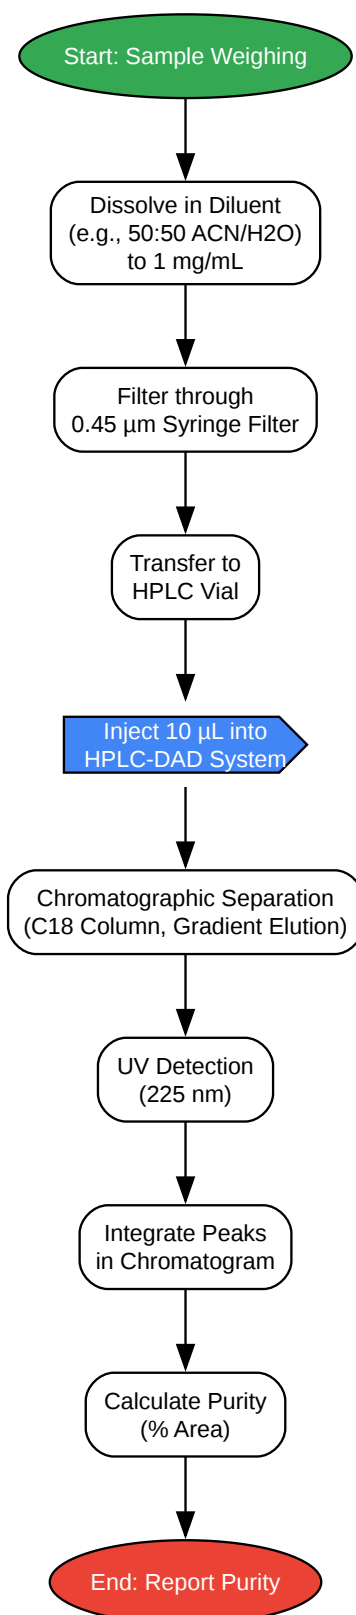 Start: Sample Weighing
Dissolve in Diluent
(e.g., 50:50 ACN/H2O)
to 1 mg/mL
Filter through
0.45 µm Syringe Filter
Transfer to
HPLC Vial
Inject 10 µL into
HPLC-DAD System
Chromatographic Separation
(C18 Column, Gradient Elution)
UV Detection
(225 nm)
Integrate Peaks
in Chromatogram
Calculate Purity
(% Area)
End: Report Purity